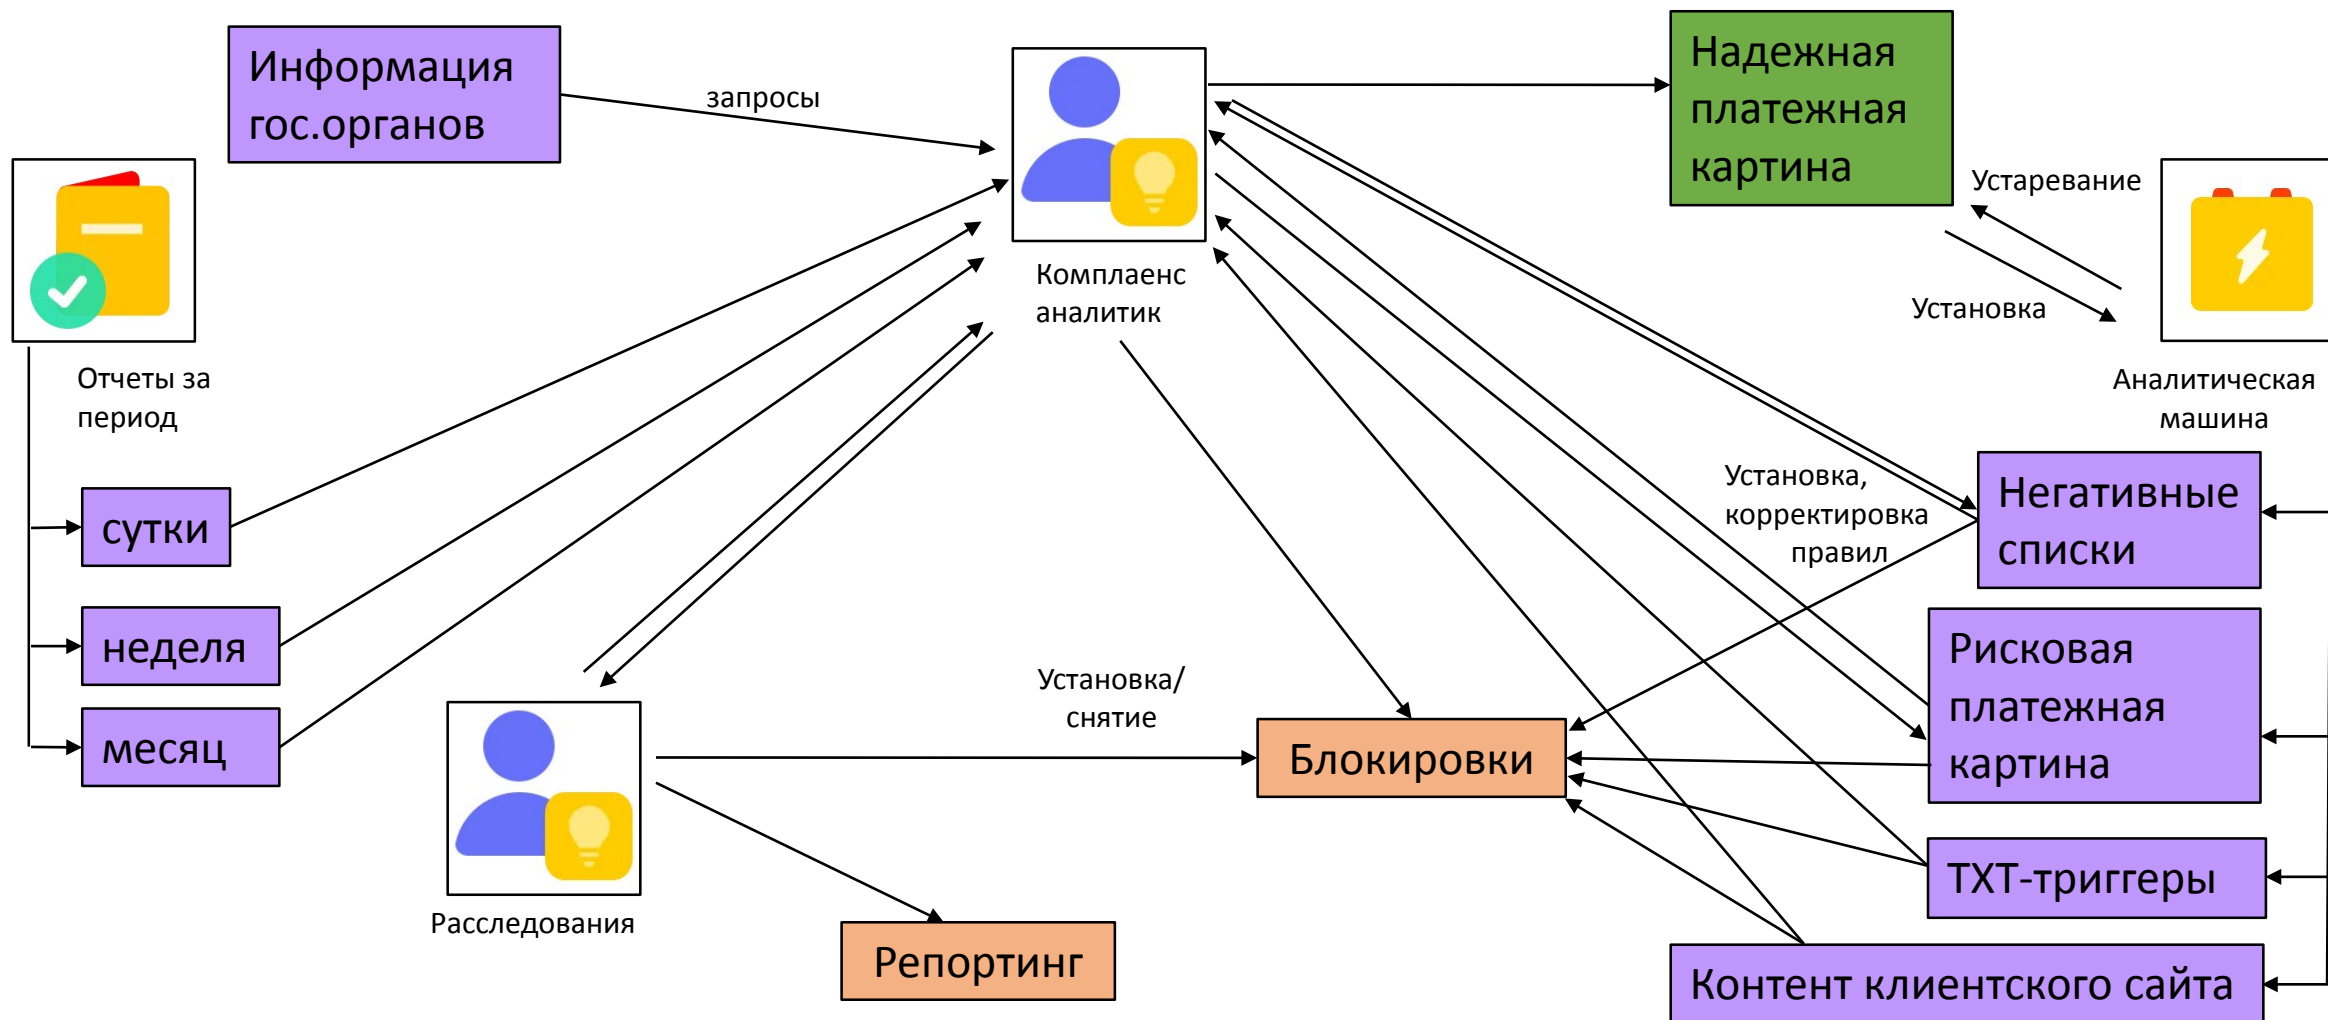 Информация
гос.органов
запросы
Надежная
платежная
картина
Устаревание
Установка
Комплаенс
аналитик
Отчеты за
период
Аналитическая
машина
сутки
неделя
месяц
Установка,
корректировка
правил
Негативные
списки
Рисковая
платежная
картина
Установка/
снятие
Блокировки
ТХТ-триггеры
Расследования
Репортинг
Контент клиентского сайта